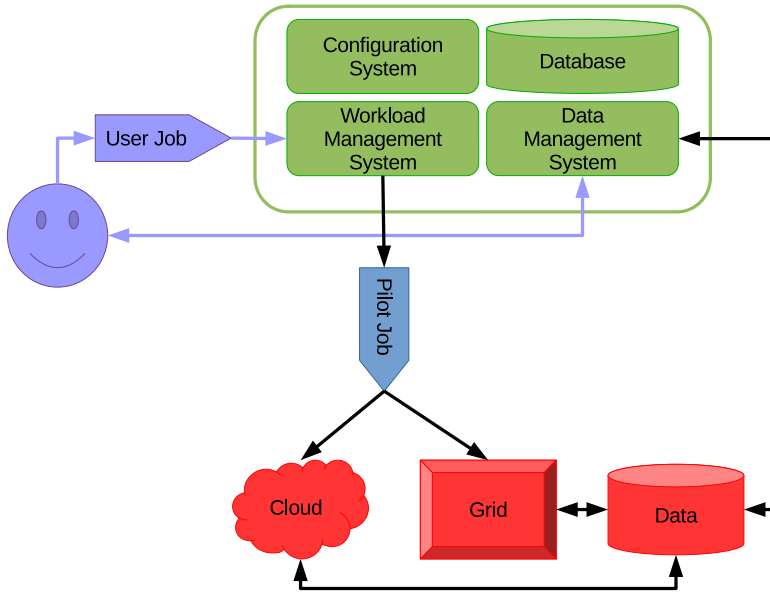 Configuration
System
Database
Workload
Management
System
Data
Management
System
User Job
Pilot Job
Cloud
Grid
Data